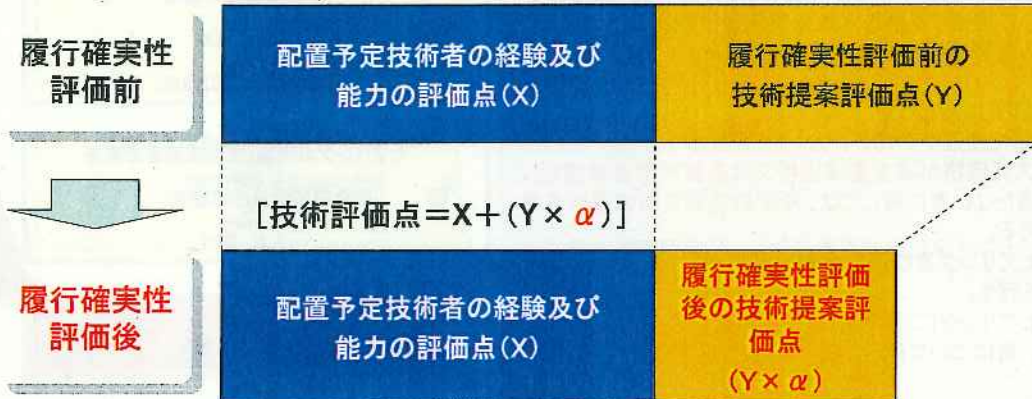 履行確実性
評価前
配置予定技術者の経験及び
能力の評価点(X)
履行確実性評価前の
技術提案評価点(Y)
[技術評価点=X+(Y×α)]
履行確実性
評価後
配置予定技術者の経験及び
能力の評価点(X)
履行確実性評価
後の技術提案評
価点
(Y×α)